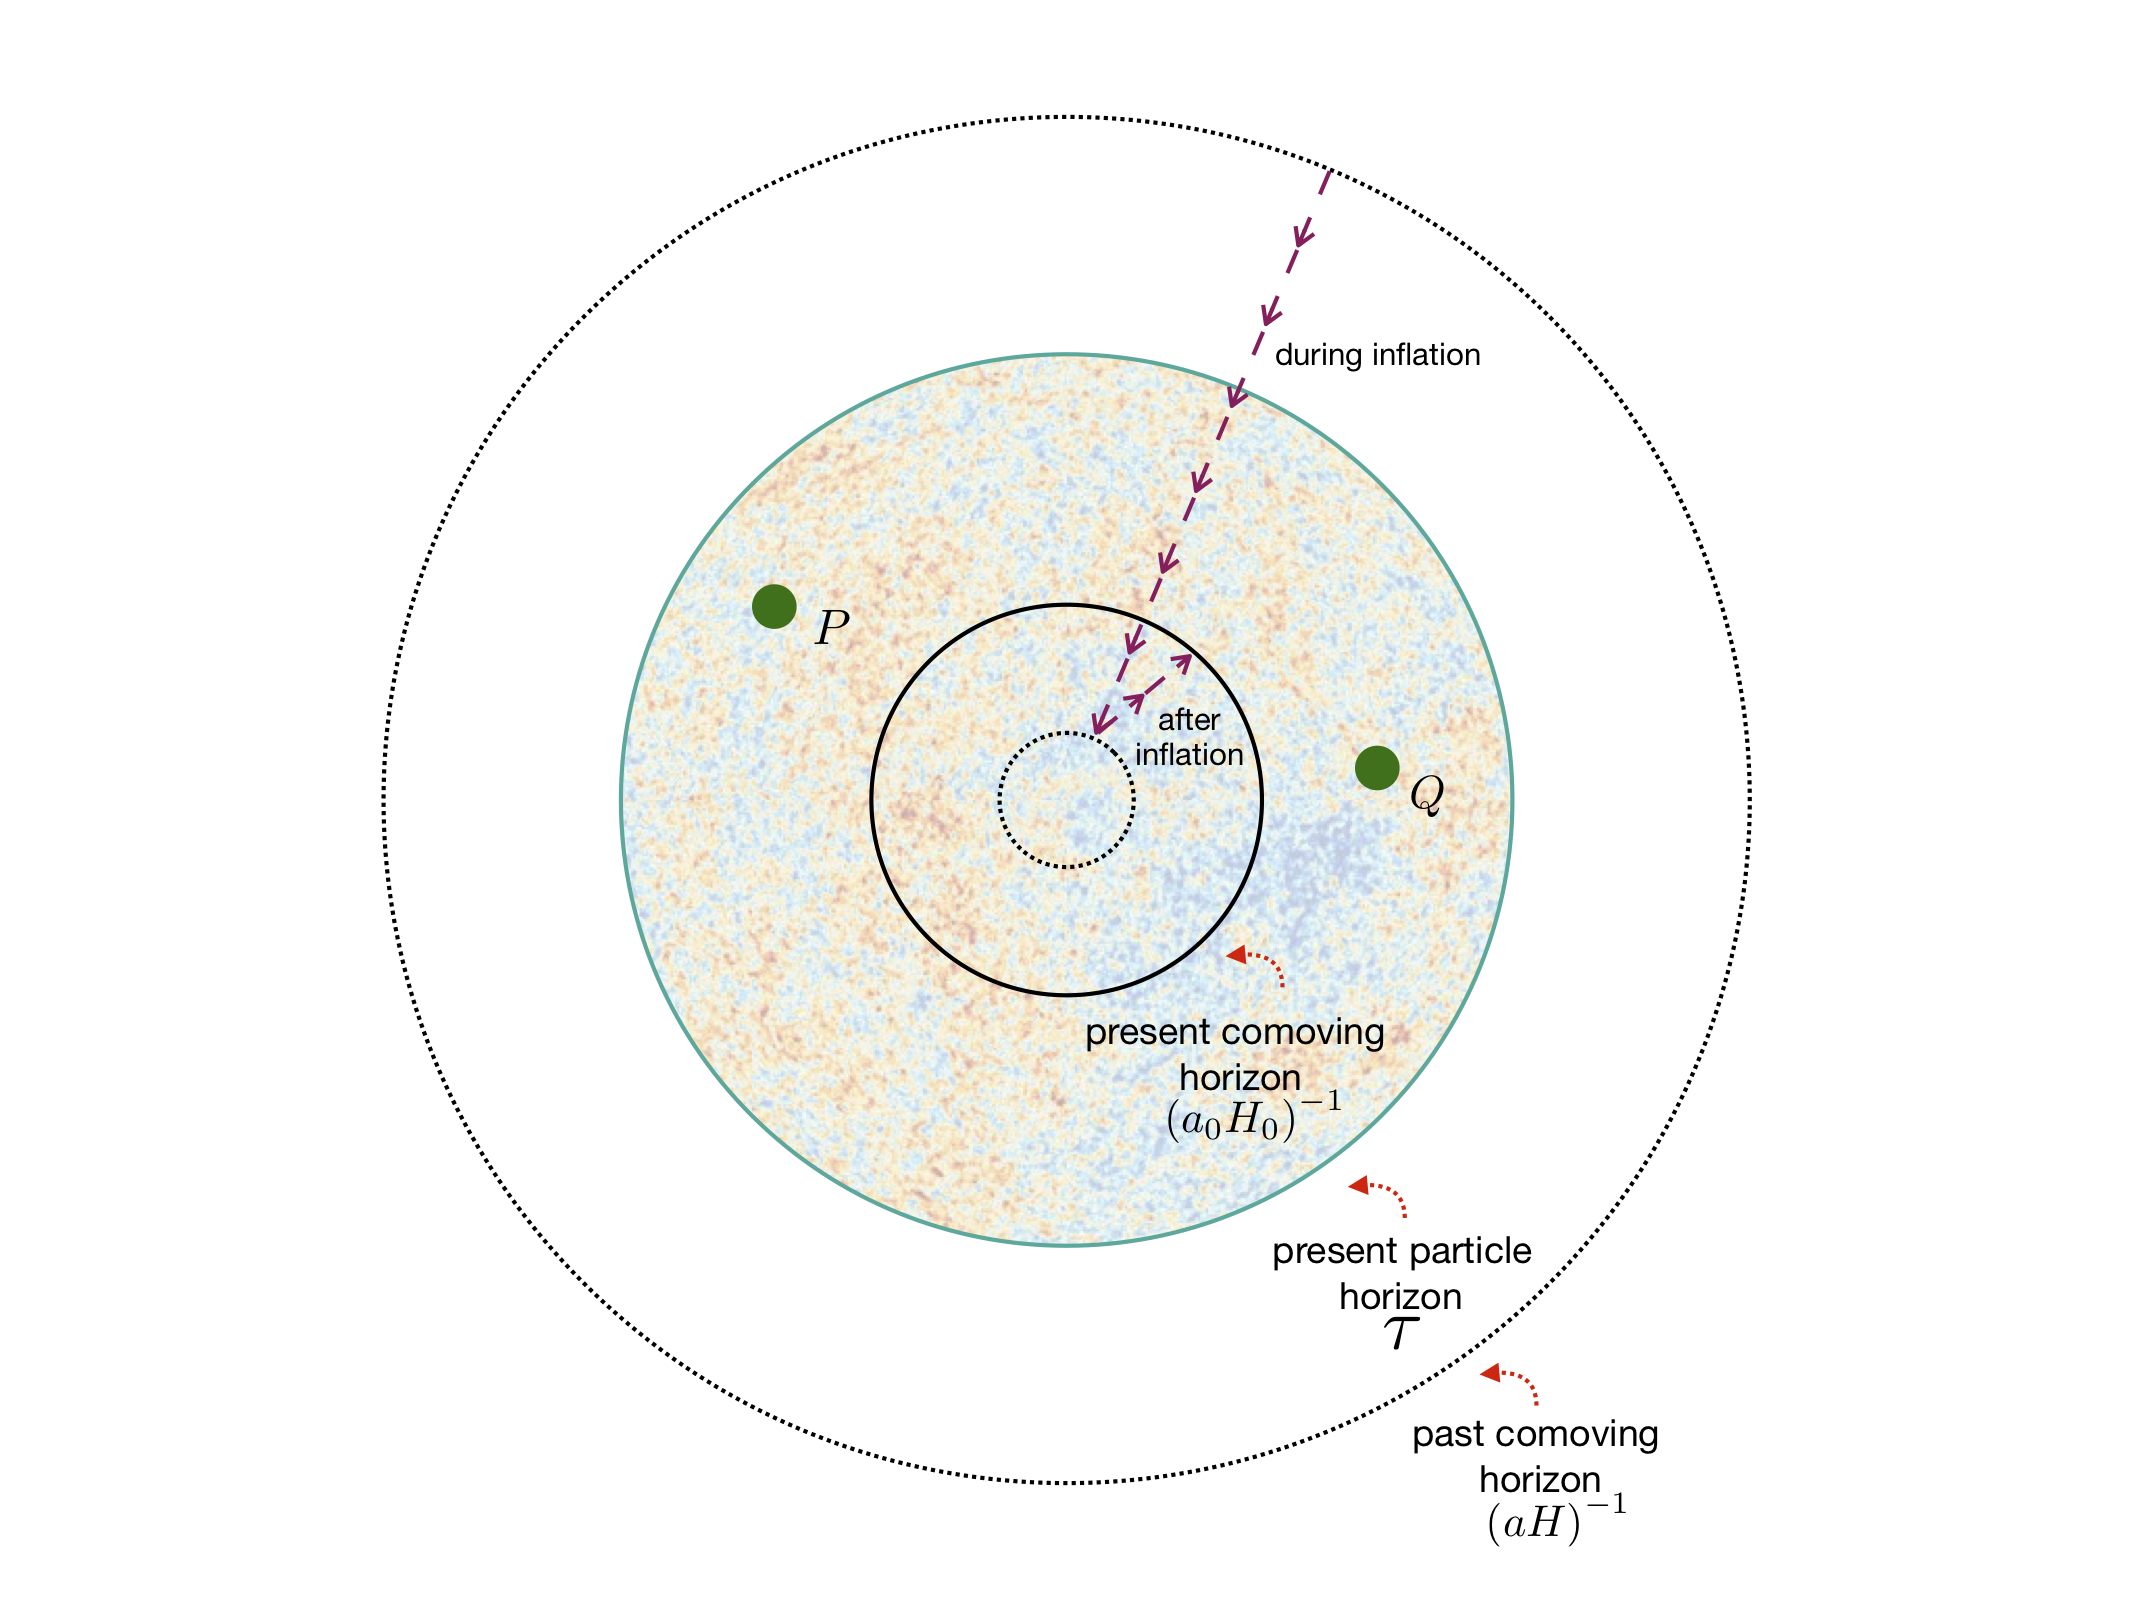 during inflation
P
after
inflation
Q
present comoving
horizon
$(a_0H_0)^{-1}$
present particle
horizon
$\tau$
past comoving
horizon
$(aH)^{-1}$